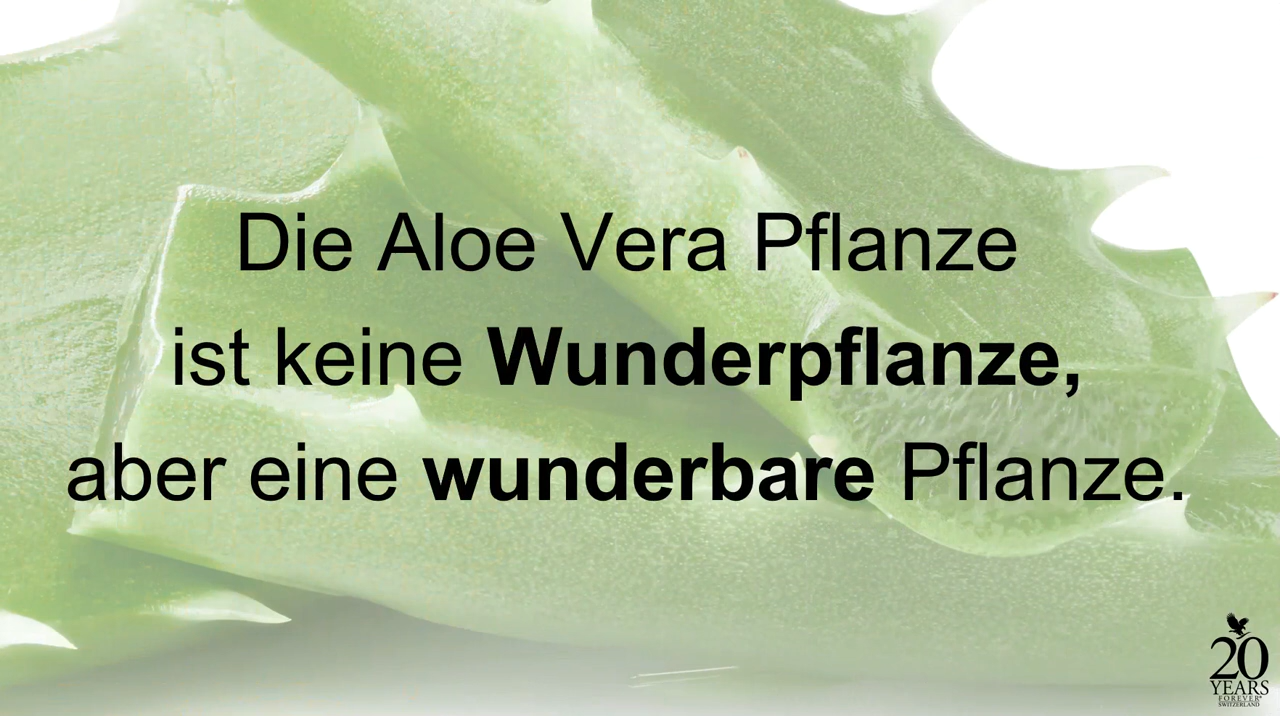 Die Aloe Vera Pflanze
ist keine Wunderpflanze,
aber eine wunderbare Pflanze.
20
YEARS
FOREVER®
SWITZERLAND